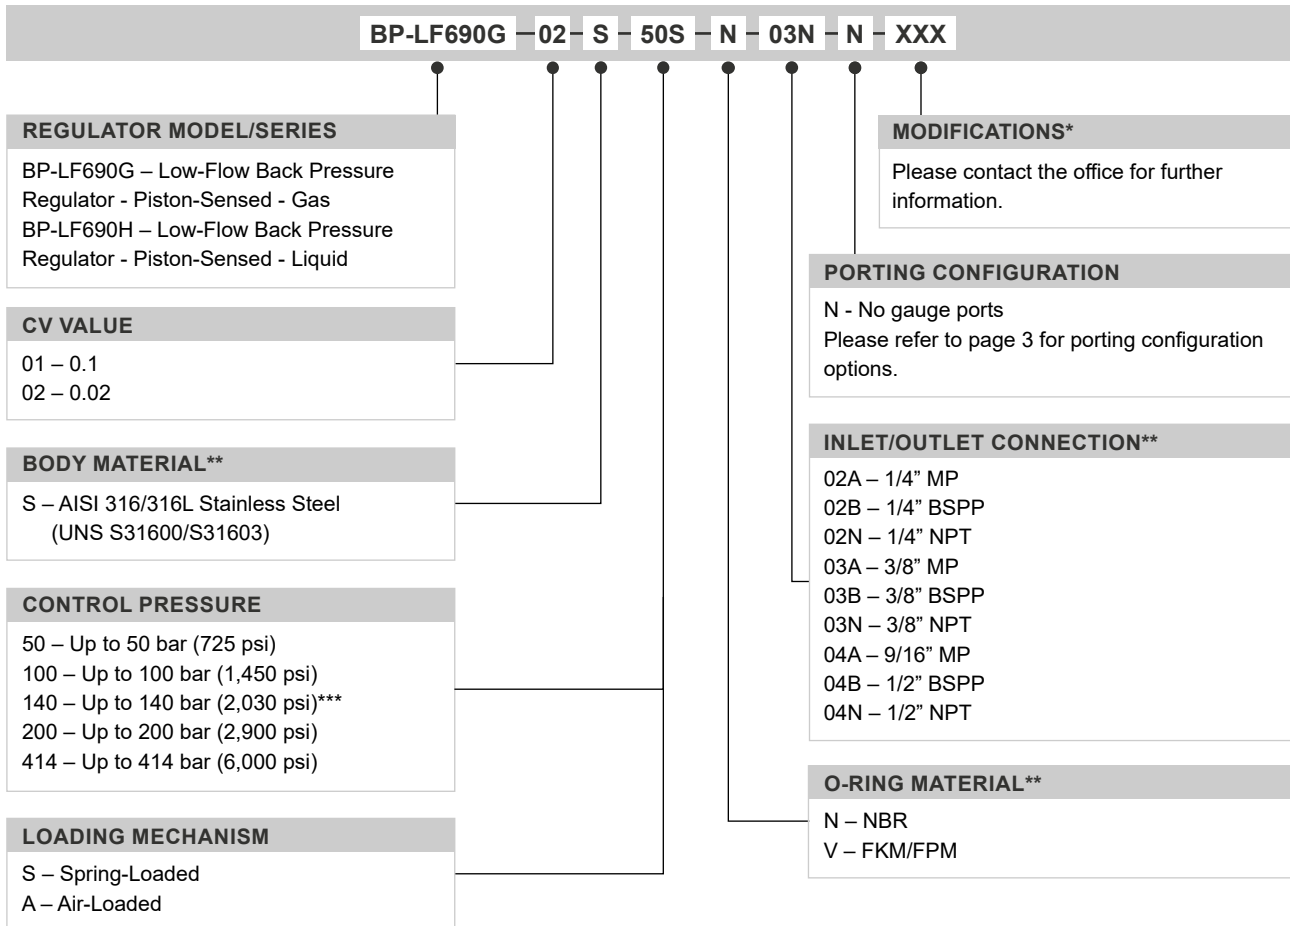 BP-LF690G – 02 – S – 50S – N – 03N – N – XXX
REGULATOR MODEL/SERIES
BP-LF690G – Low-Flow Back Pressure
Regulator - Piston-Sensed - Gas
BP-LF690H – Low-Flow Back Pressure
Regulator - Piston-Sensed - Liquid
CV VALUE
01 – 0.1
02 – 0.02
BODY MATERIAL**
S – AISI 316/316L Stainless Steel
(UNS S31600/S31603)
CONTROL PRESSURE
50 – Up to 50 bar (725 psi)
100 – Up to 100 bar (1,450 psi)
140 – Up to 140 bar (2,030 psi)***
200 – Up to 200 bar (2,900 psi)
414 – Up to 414 bar (6,000 psi)
LOADING MECHANISM
S – Spring-Loaded
A – Air-Loaded
MODIFICATIONS*
Please contact the office for further
information.
PORTING CONFIGURATION
N - No gauge ports
Please refer to page 3 for porting configuration
options.
INLET/OUTLET CONNECTION**
02A – 1/4” MP
02B – 1/4” BSPP
02N – 1/4” NPT
03A – 3/8” MP
03B – 3/8” BSPP
03N – 3/8” NPT
04A – 9/16” MP
04B – 1/2” BSPP
04N – 1/2” NPT
O-RING MATERIAL**
N – NBR
V – FKM/FPM